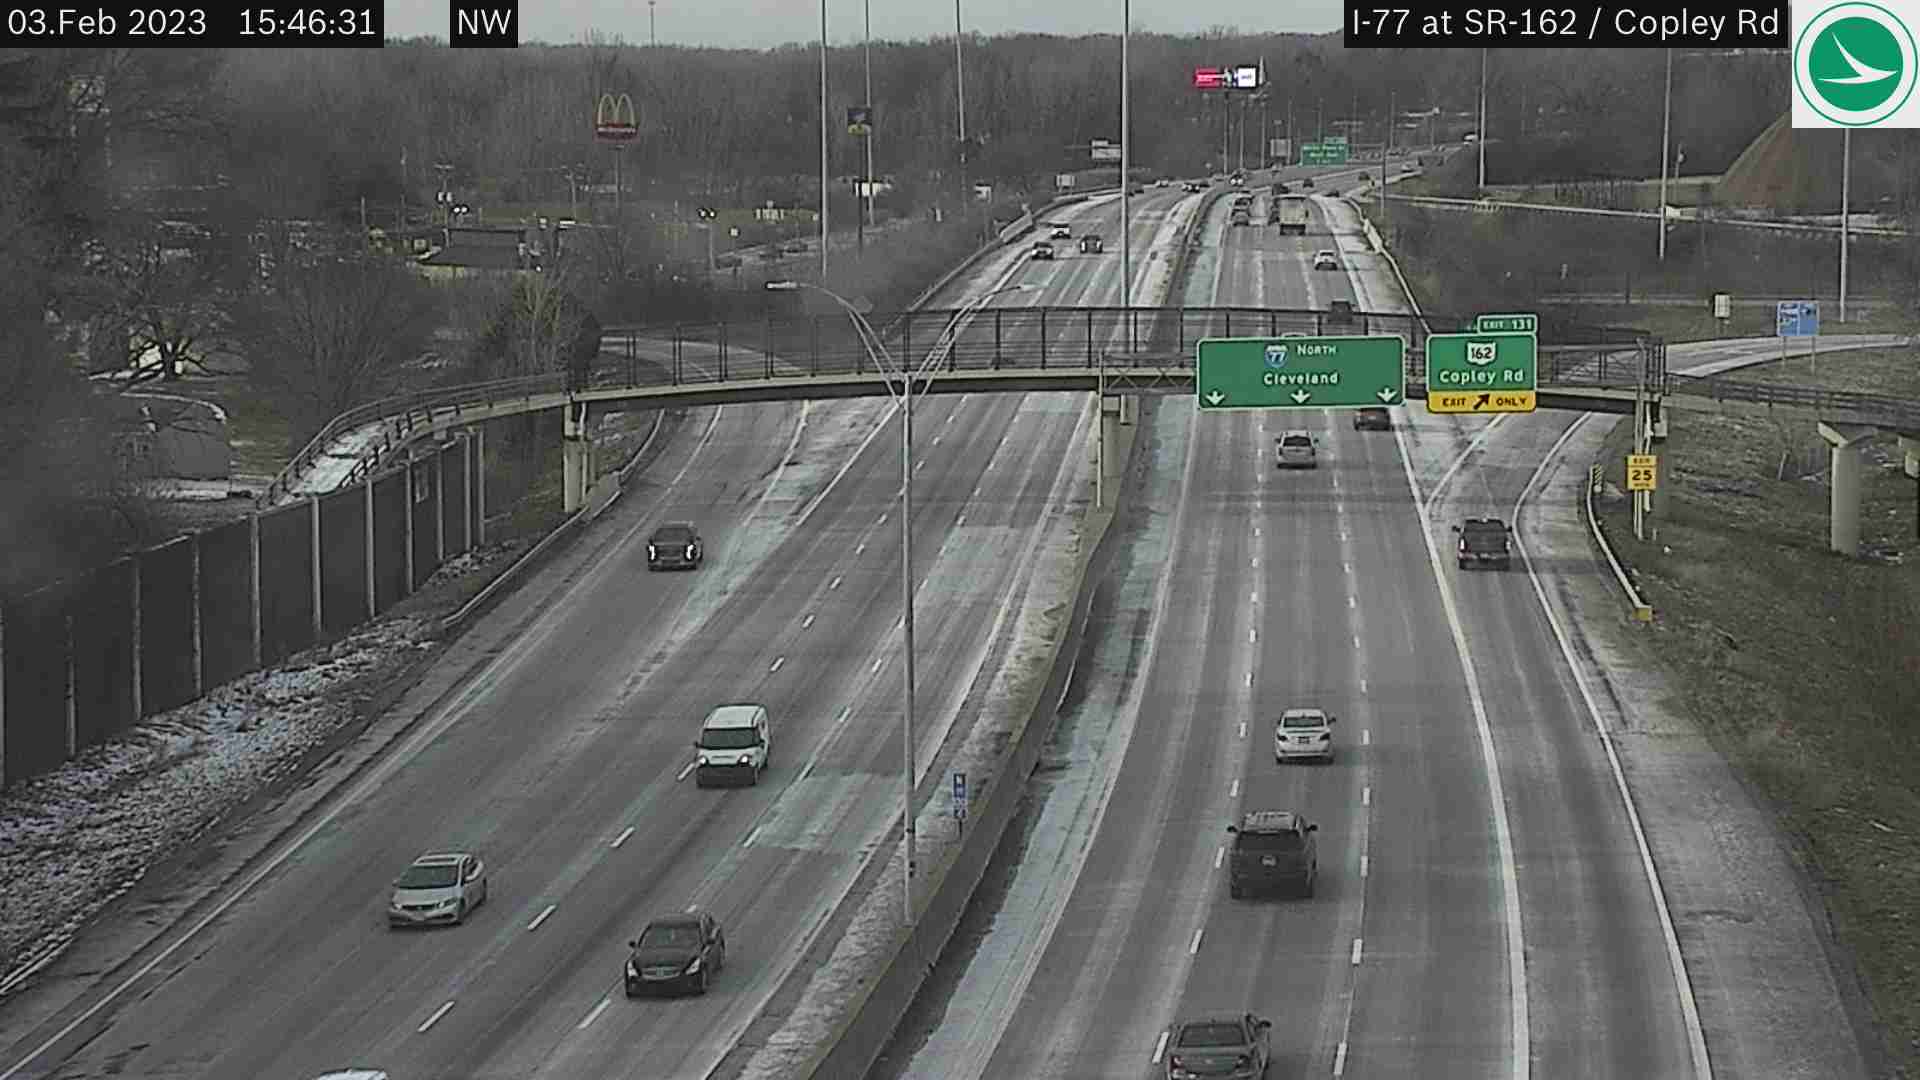 03.Feb 2023 15:46:31
NW
I-77 at SR-162 / Copley Rd
McDonald's
EXIT 131
77 NORTH
Cleveland
162
Copley Rd
EXIT ONLY
25